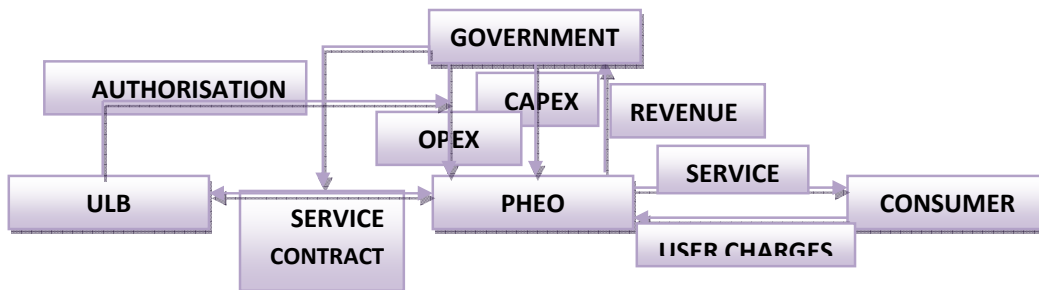 GOVERNMENT
AUTHORISATION
CAPEX
REVENUE
OPEX
SERVICE
ULB
SERVICE
CONTRACT
PHEO
CONSUMER
USER CHARGES